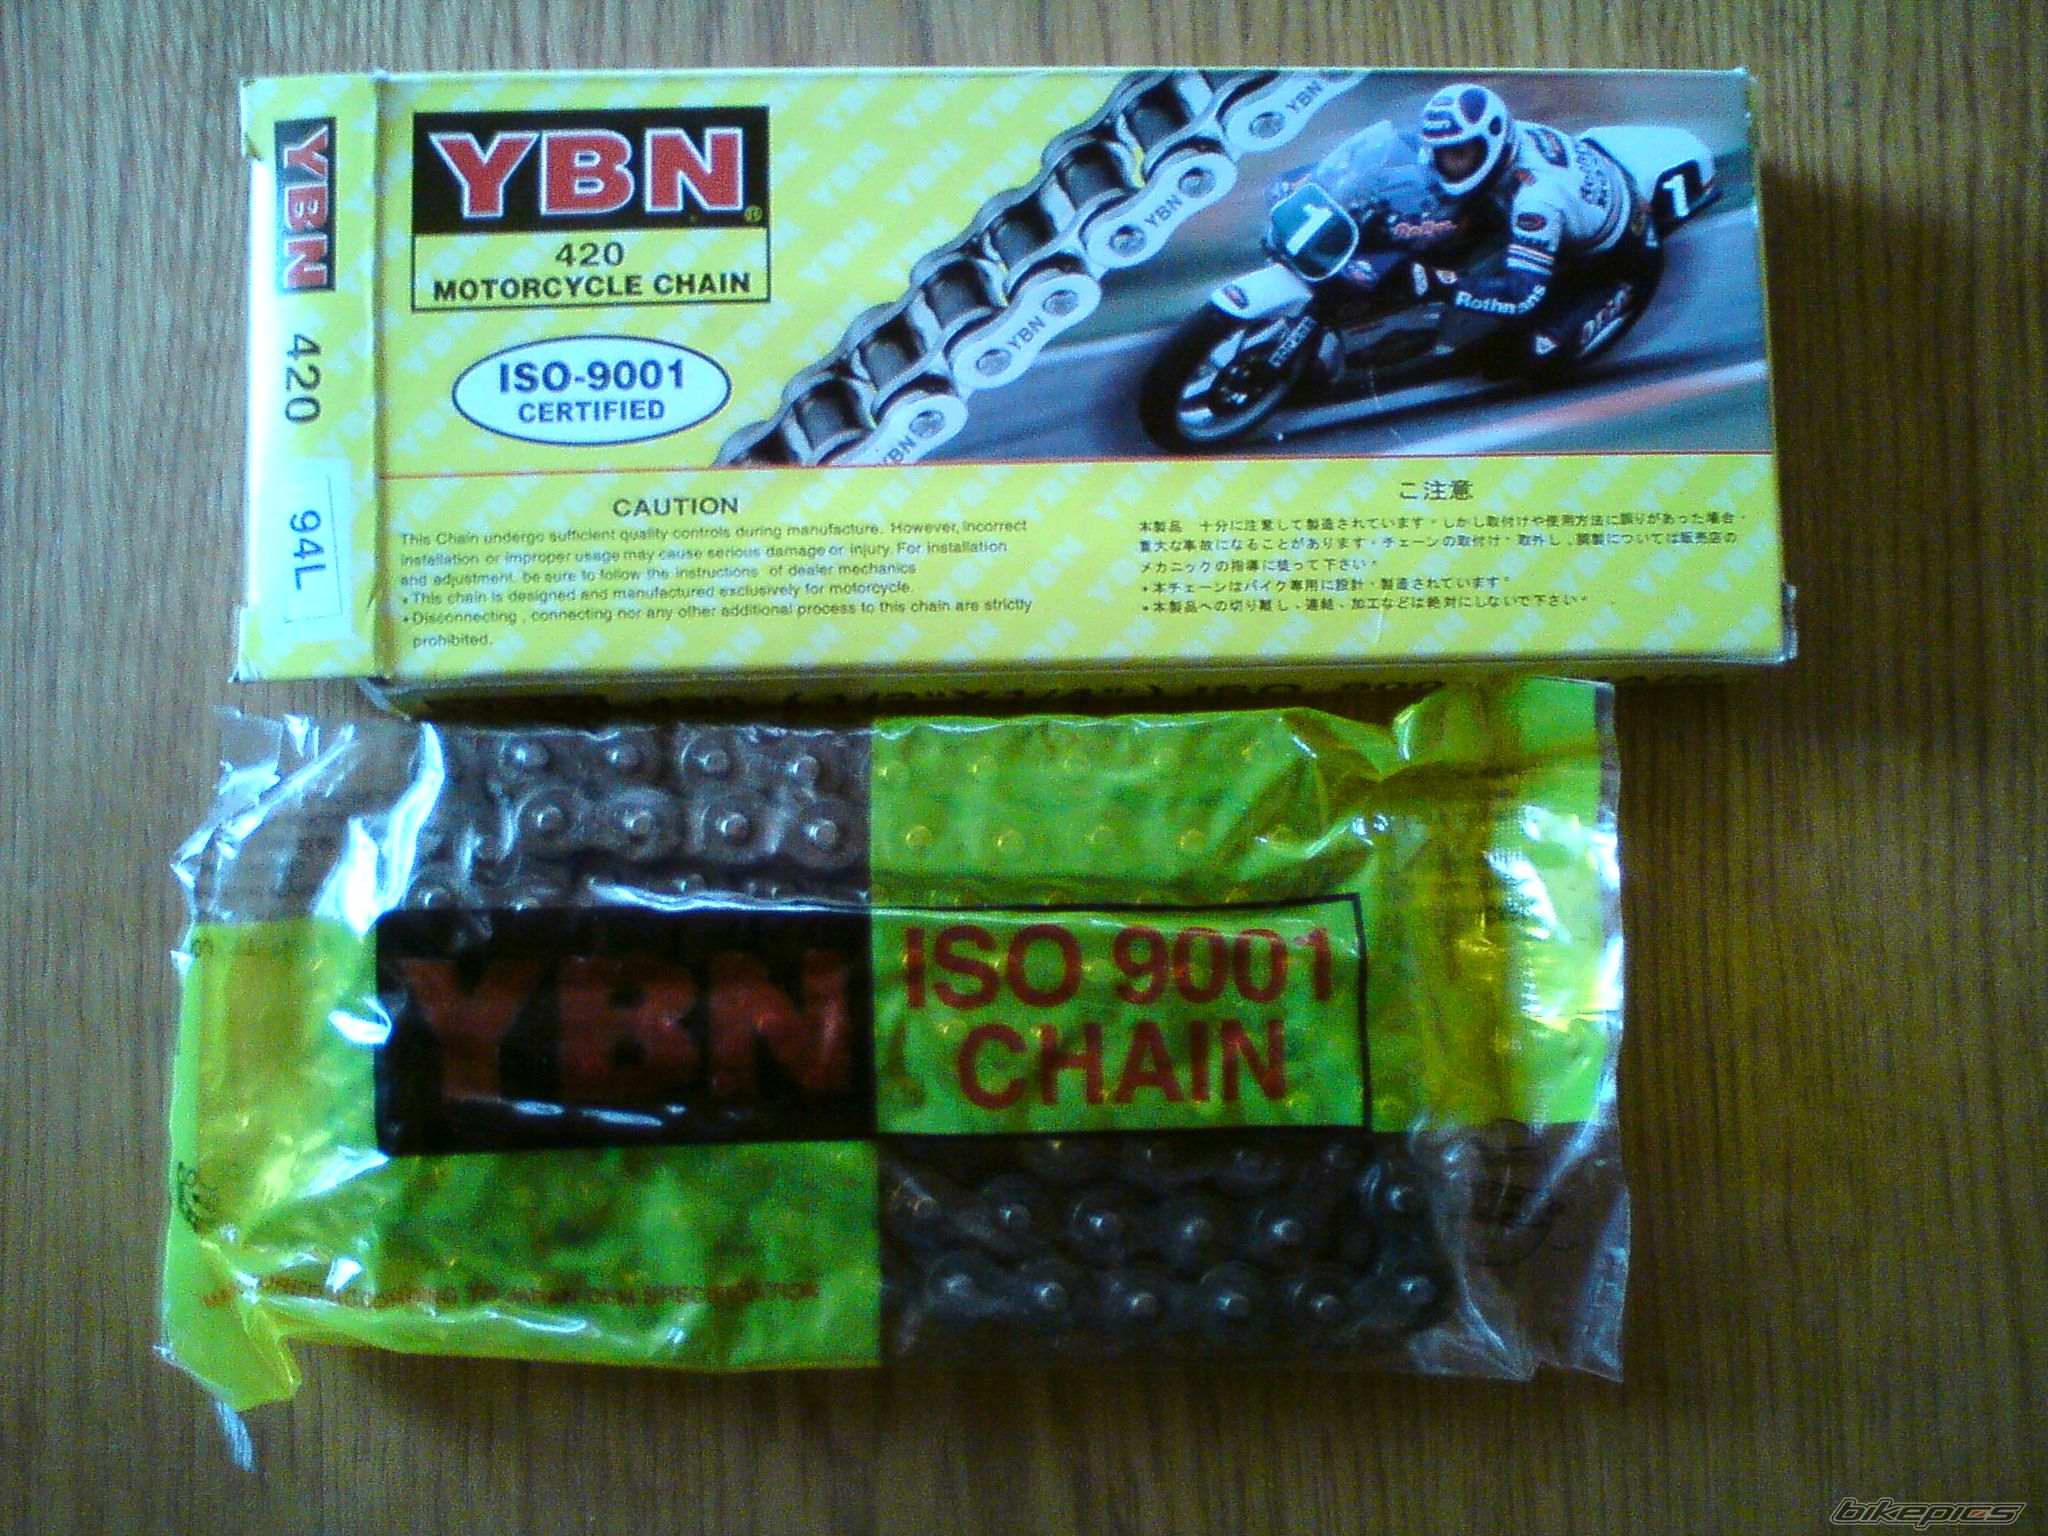 YBN
420
94L
YBN®
420
MOTORCYCLE CHAIN
ISO-9001
CERTIFIED
YBN
YBN
YBN
YBN
1
1
Rothmans
CAUTION
This Chain undergo sufficient quality controls during manufacture. However, incorrect
installation or improper usage may cause serious damage or injury. For installation
and adjustment be sure to follow the instructions of dealer mechanics
•This chain is designed and manufactured exclusively for motorcycle.
•Disconnecting, connecting nor any other additional process to this chain are strictly
prohibited.
ご注意
本製品 十分に注意して製造されています。しかし取付けや使用方法に誤りがあった場合、
重大な事故になることがあります。チェーンの取付け、取外し、調製については販売店の
メカニックの指導に従って下さい。
•本チェーンはバイク専用に設計・製造されています。
•本製品への切り離し、連結、加工などは絶対にしないで下さい。
(1/2"X1/4") ISO
YBN
ISO 9001
CHAIN
bikepics